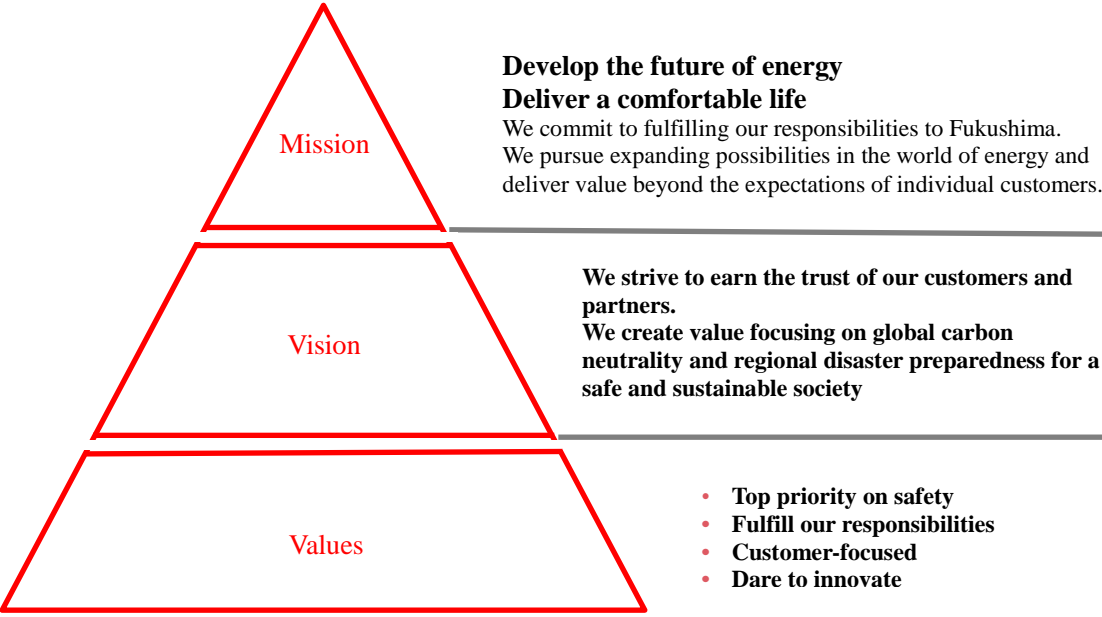 Mission
Develop the future of energy
Deliver a comfortable life
We commit to fulfilling our responsibilities to Fukushima.
We pursue expanding possibilities in the world of energy and
deliver value beyond the expectations of individual customers.
Vision
We strive to earn the trust of our customers and
partners.
We create value focusing on global carbon
neutrality and regional disaster preparedness for a
safe and sustainable society
Values
• Top priority on safety
• Fulfill our responsibilities
• Customer-focused
• Dare to innovate